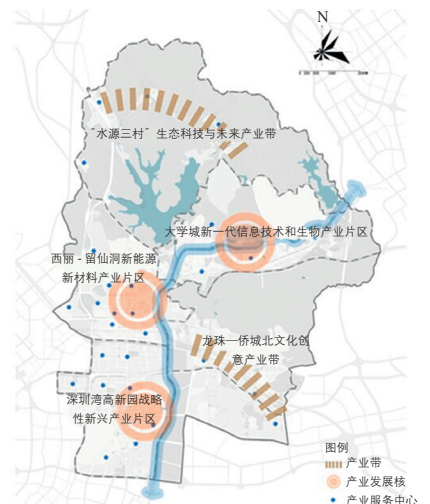 N
“水源三村”生态科技与未来产业带
大学城新一代信息技术和生物产业片区
西丽-留仙洞新能源
新材料产业片区
龙珠—侨城北文化创
意产业带
深圳湾高新园战略
性新兴产业片区
图例
产业带
产业发展核
产业服务中心